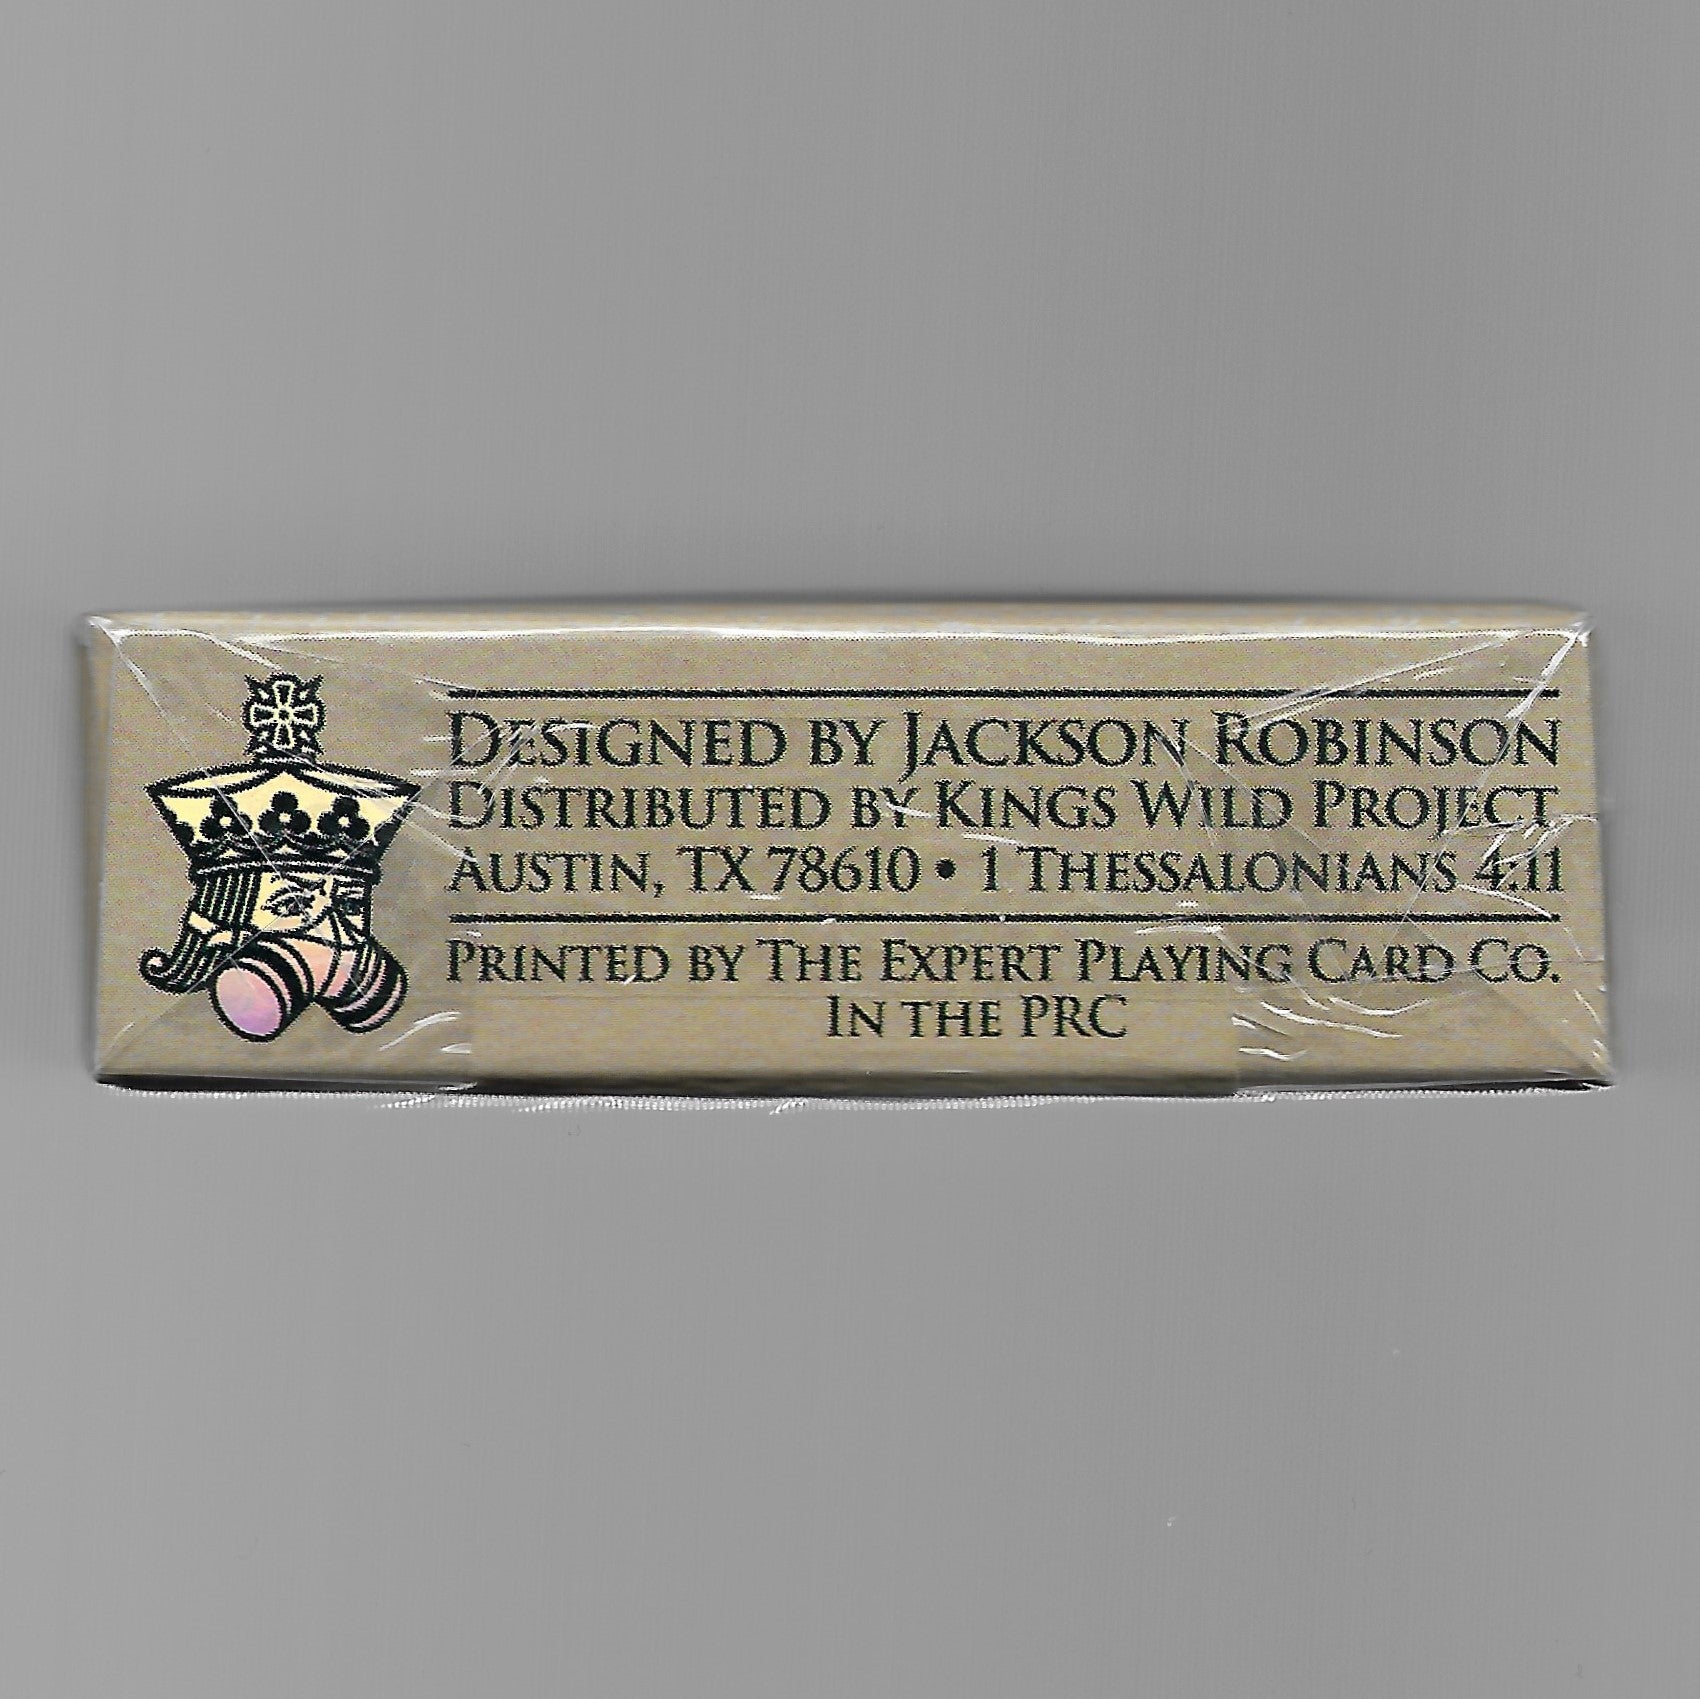 Designed by Jackson Robinson
Distributed by Kings Wild Project
Austin, TX 78610 • 1 Thessalonians 4:11
Printed by The Expert Playing Card Co.
In the PRC